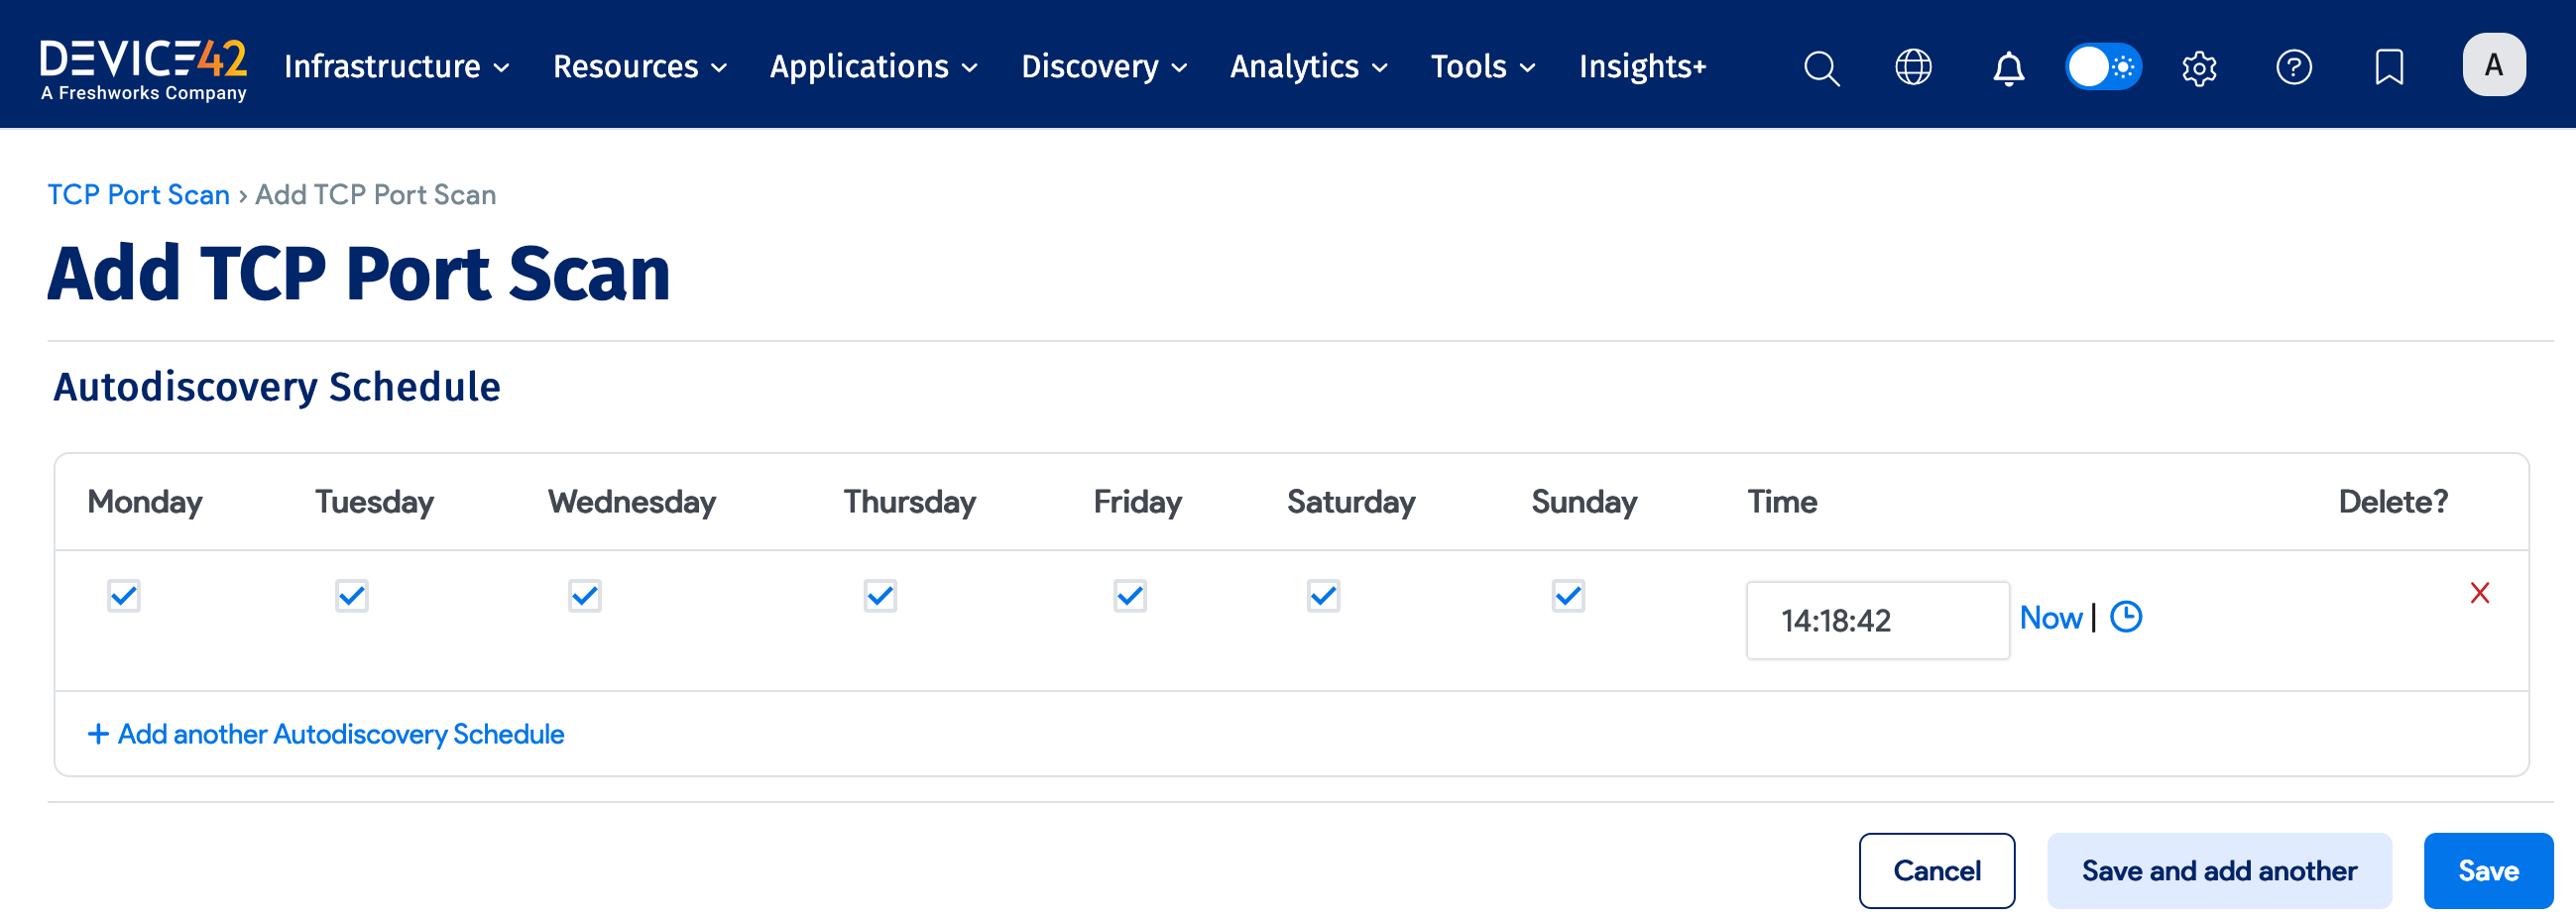 DEVICE42
A Freshworks Company
Infrastructure Resources Applications Discovery Analytics Tools Insights+ A
TCP Port Scan › Add TCP Port Scan
Add TCP Port Scan
Autodiscovery Schedule
Monday Tuesday Wednesday Thursday Friday Saturday Sunday Time Delete?
14:18:42 Now |
+ Add another Autodiscovery Schedule
Cancel Save and add another Save